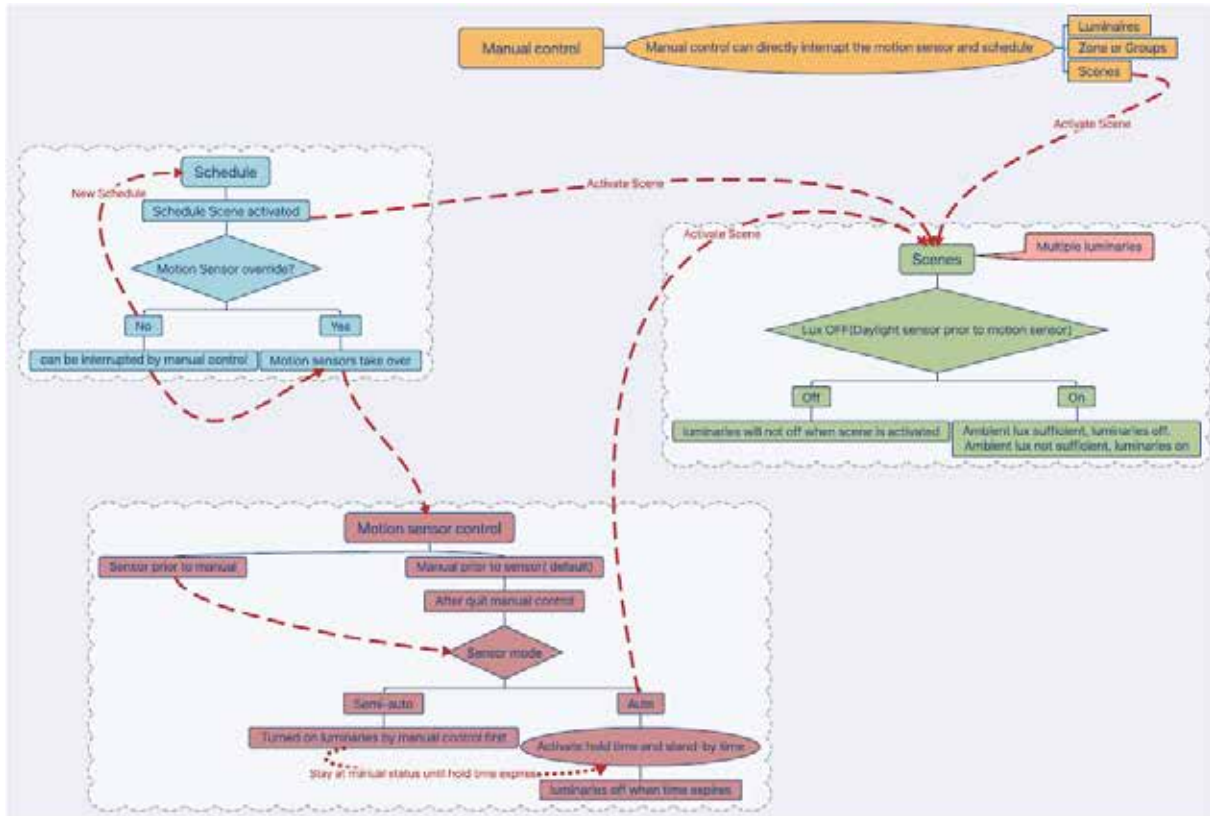 Manual control
Manual control can directly interrupt the motion sensor and schedule
Luminaires
Zone or Groups
Scenes
Activate Scene
Schedule
New Schedule
Activate Scene
Schedule Scene activated
Activate Scene
Motion Sensor override?
No
Yes
can be interrupted by manual control
Motion sensors take over
Scenes
Multiple luminaries
Lux OFF(Daylight sensor prior to motion sensor)
Off
On
luminaries will not off when scene is activated
Ambient lux sufficient, luminaries off.
Ambient lux not sufficient, luminaries on
Motion sensor control
Sensor prior to manual
Manual prior to sensor( default)
After quit manual control
Sensor mode
Semi-auto
Auto
Turned on luminaries by manual control first
Activate hold time and stand-by time
Stay at manual status until hold time expires
luminaries off when time expires